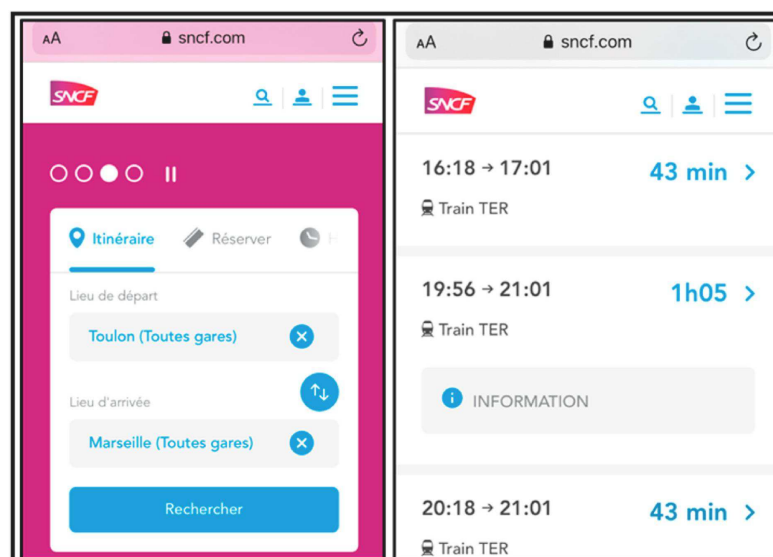 AA sncf.com
SNCF
Itinéraire Réserver H
Lieu de départ
Toulon (Toutes gares)
Lieu d'arrivée
Marseille (Toutes gares)
Rechercher
AA sncf.com
SNCF
16:18 → 17:01 43 min >
Train TER
19:56 → 21:01 1h05 >
Train TER
i INFORMATION
20:18 → 21:01 43 min >
Train TER